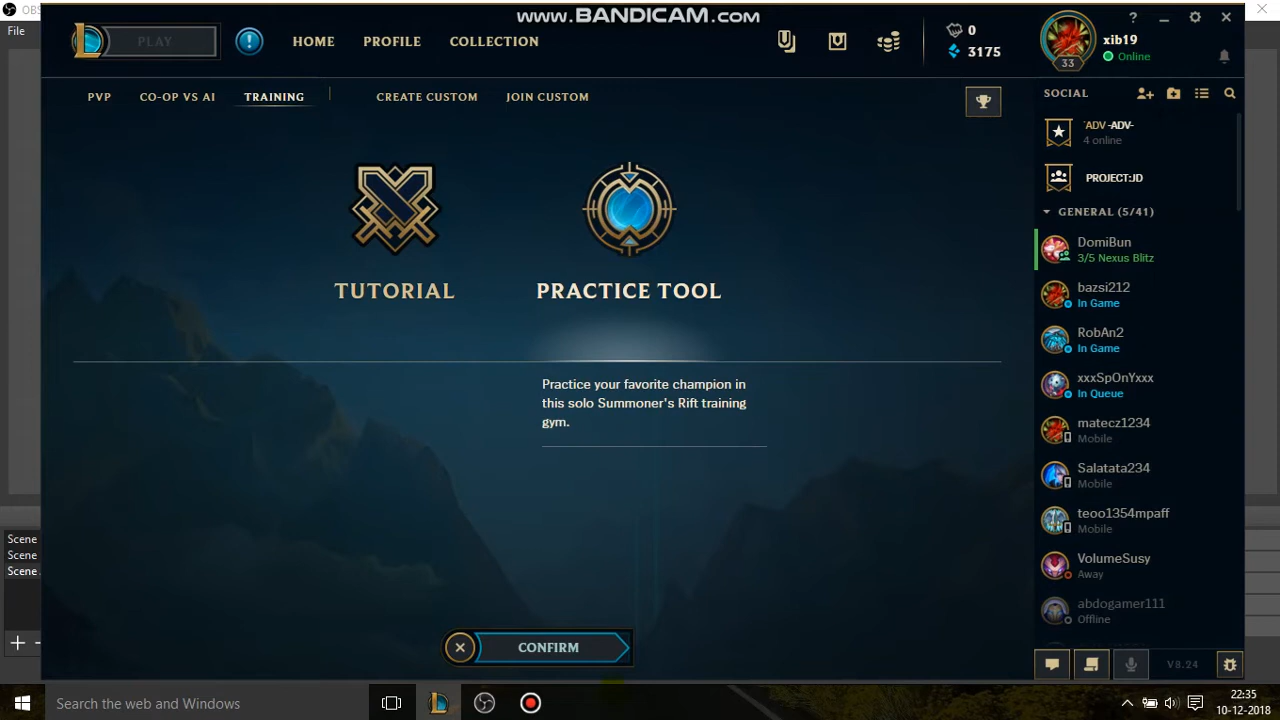 www.BANDICAM.com
OBS
File
PLAY
HOME
PROFILE
COLLECTION
0
3175
?
33
xib19
Online
PVP
CO-OP VS AI
TRAINING
CREATE CUSTOM
JOIN CUSTOM
SOCIAL
ADV -ADV-
4 online
PROJECT:JD
GENERAL (5/41)
DomiBun
3/5 Nexus Blitz
bazsi212
In Game
RobAn2
In Game
xxxSpOnYxxx
In Queue
matecz1234
Mobile
Salatata234
Mobile
teoo1354mpaff
Mobile
VolumeSusy
Away
abdogamer111
Offline
TUTORIAL
PRACTICE TOOL
Practice your favorite champion in
this solo Summoner's Rift training
gym.
Scene
Scene
Scene
CONFIRM
V8.24
Search the web and Windows
22:35
10-12-2018